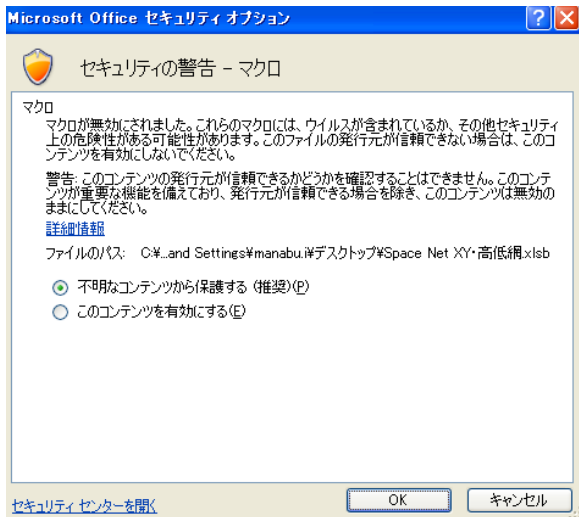 Microsoft Office セキュリティ オプション
セキュリティの警告 - マクロ
マクロ
マクロが無効にされました。これらのマクロには、ウイルスが含まれているか、その他セキュリティ
上の危険性がある可能性があります。このファイルの発行元が信頼できない場合は、このコ
ンテンツを有効にしないでください。
警告: このコンテンツの発行元が信頼できるかどうかを確認することはできません。このコンテ
ンツが重要な機能を備えており、発行元が信頼できる場合を除き、このコンテンツは無効の
ままにしてください。
詳細情報
ファイルのパス: C:¥...and Settings¥manabu.i¥デスクトップ¥Space Net XY・高低網.xlsb
不明なコンテンツから保護する (推奨)(P)
このコンテンツを有効にする(E)
セキュリティ センターを開く
OK
キャンセル